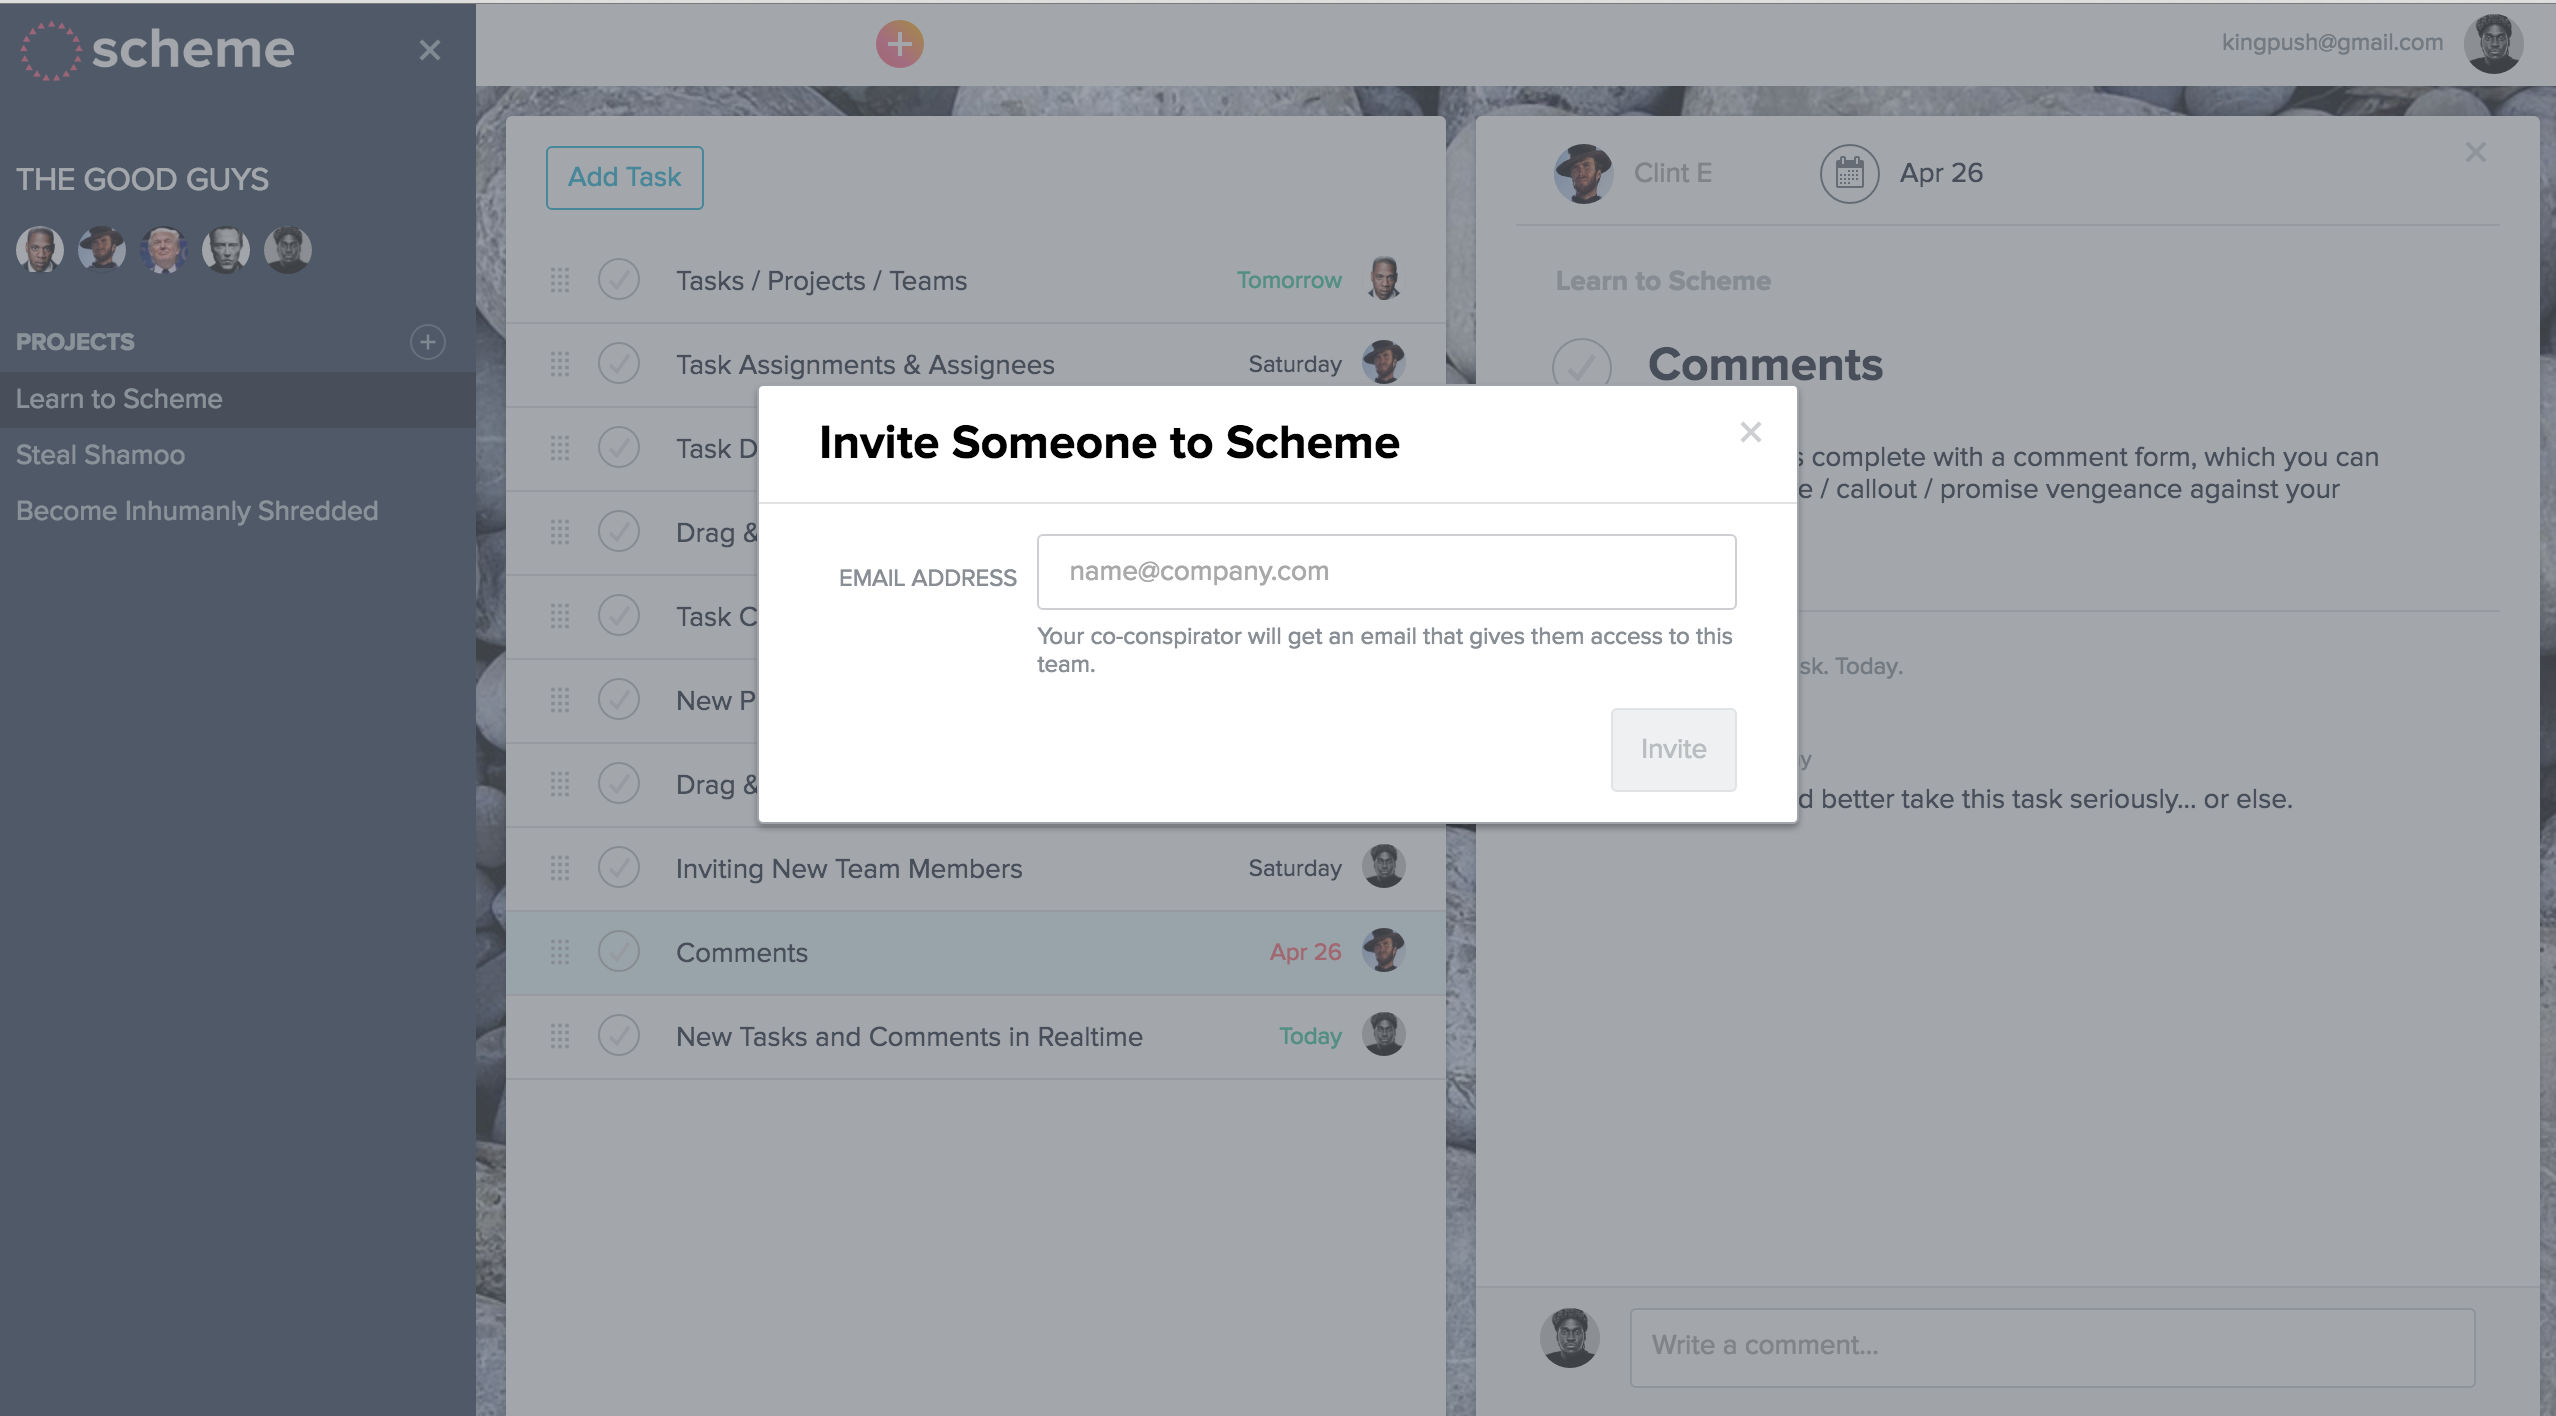 scheme
kingpush@gmail.com
THE GOOD GUYS
PROJECTS
Learn to Scheme
Steal Shamoo
Become Inhumanly Shredded
Add Task
Tasks / Projects / Teams
Tomorrow
Task Assignments & Assignees
Saturday
Task D
Drag &
Task C
New P
Drag &
Inviting New Team Members
Saturday
Comments
Apr 26
New Tasks and Comments in Realtime
Today
Invite Someone to Scheme
EMAIL ADDRESS
name@company.com
Your co-conspirator will get an email that gives them access to this
team.
Invite
Clint E
Apr 26
Learn to Scheme
Comments
s complete with a comment form, which you can
e / callout / promise vengeance against your
sk. Today.
y
d better take this task seriously... or else.
Write a comment...